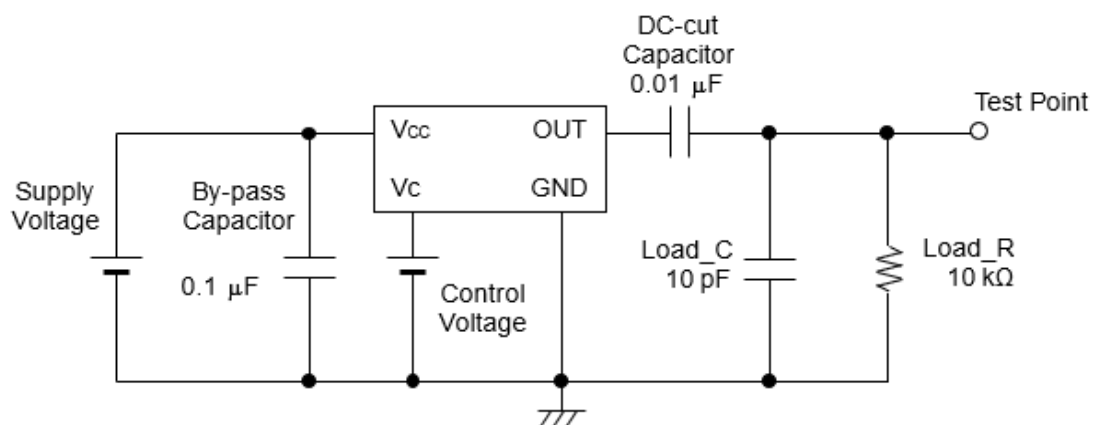 DC-cut
Capacitor
0.01 μF
Test Point
Vcc
OUT
Vc
GND
Supply
Voltage
By-pass
Capacitor
0.1 μF
Control
Voltage
Load_C
10 pF
Load_R
10 kΩ